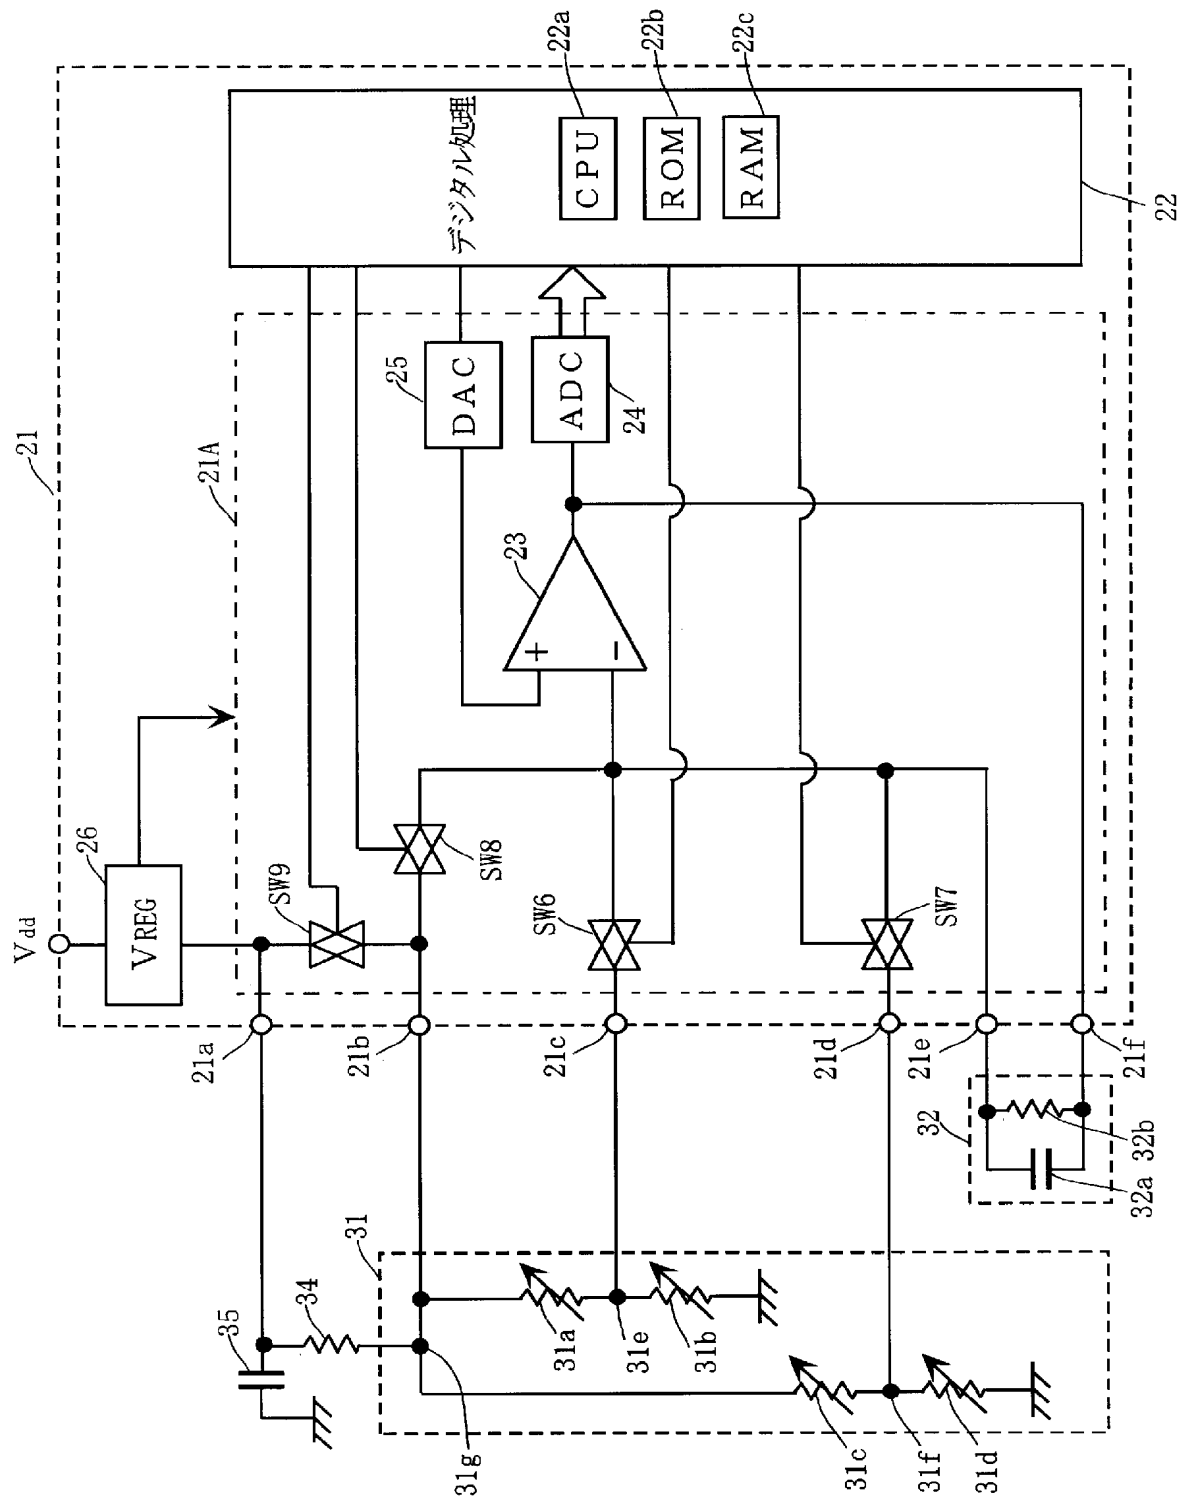 21
21A
Vdd
26
VREG
SW9
SW8
SW6
SW7
23
+
−
25
DAC
ADC
24
デジタル処理
CPU
ROM
RAM
22a
22b
22c
22
21a
21b
21c
21d
21e
21f
32
32a
32b
31
34
35
31a
31e
31b
31g
31c
31f
31d